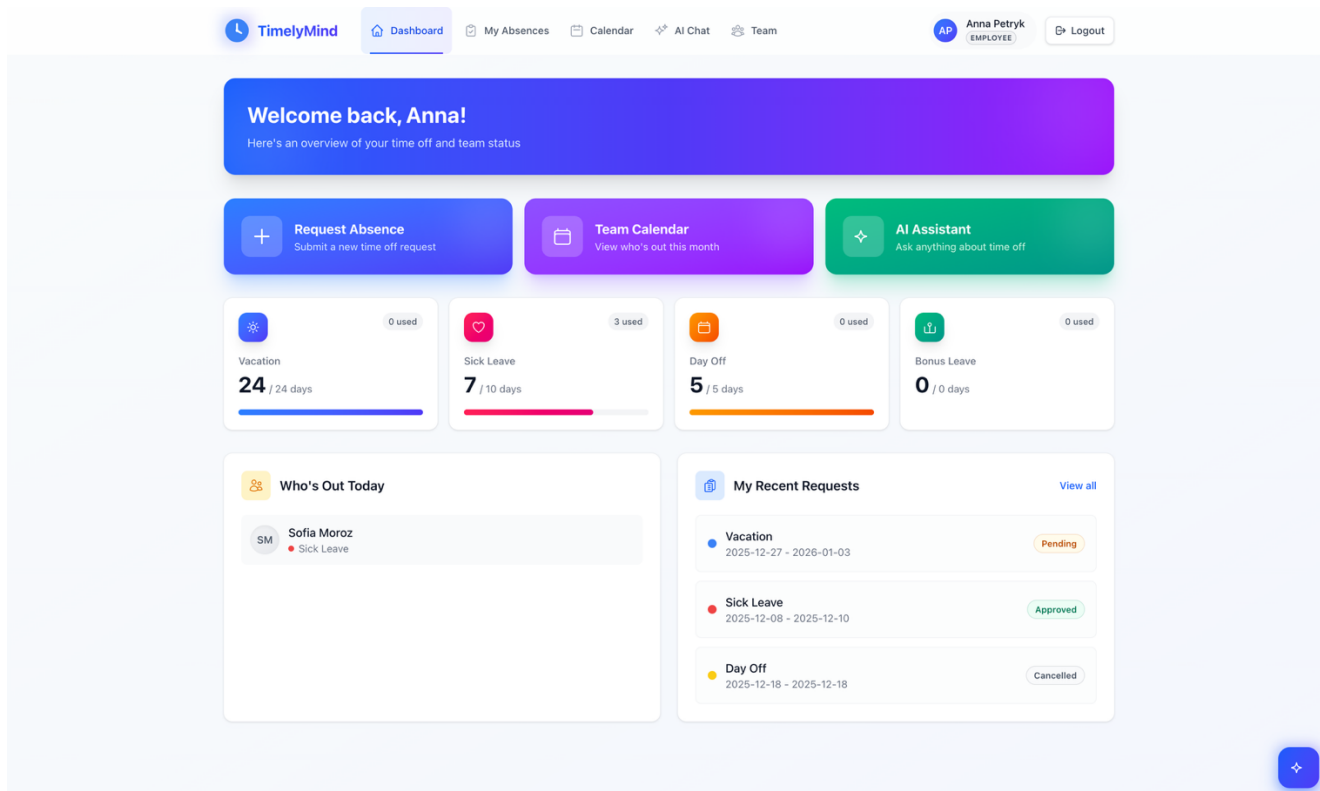 TimelyMind
Dashboard
My Absences
Calendar
AI Chat
Team
AP
Anna Petryk
EMPLOYEE
Logout
Welcome back, Anna!
Here's an overview of your time off and team status
Request Absence
Submit a new time off request
Team Calendar
View who's out this month
AI Assistant
Ask anything about time off
0 used
Vacation
24 / 24 days
3 used
Sick Leave
7 / 10 days
0 used
Day Off
5 / 5 days
0 used
Bonus Leave
0 / 0 days
Who's Out Today
SM
Sofia Moroz
Sick Leave
My Recent Requests
View all
Vacation
2025-12-27 - 2026-01-03
Pending
Sick Leave
2025-12-08 - 2025-12-10
Approved
Day Off
2025-12-18 - 2025-12-18
Cancelled